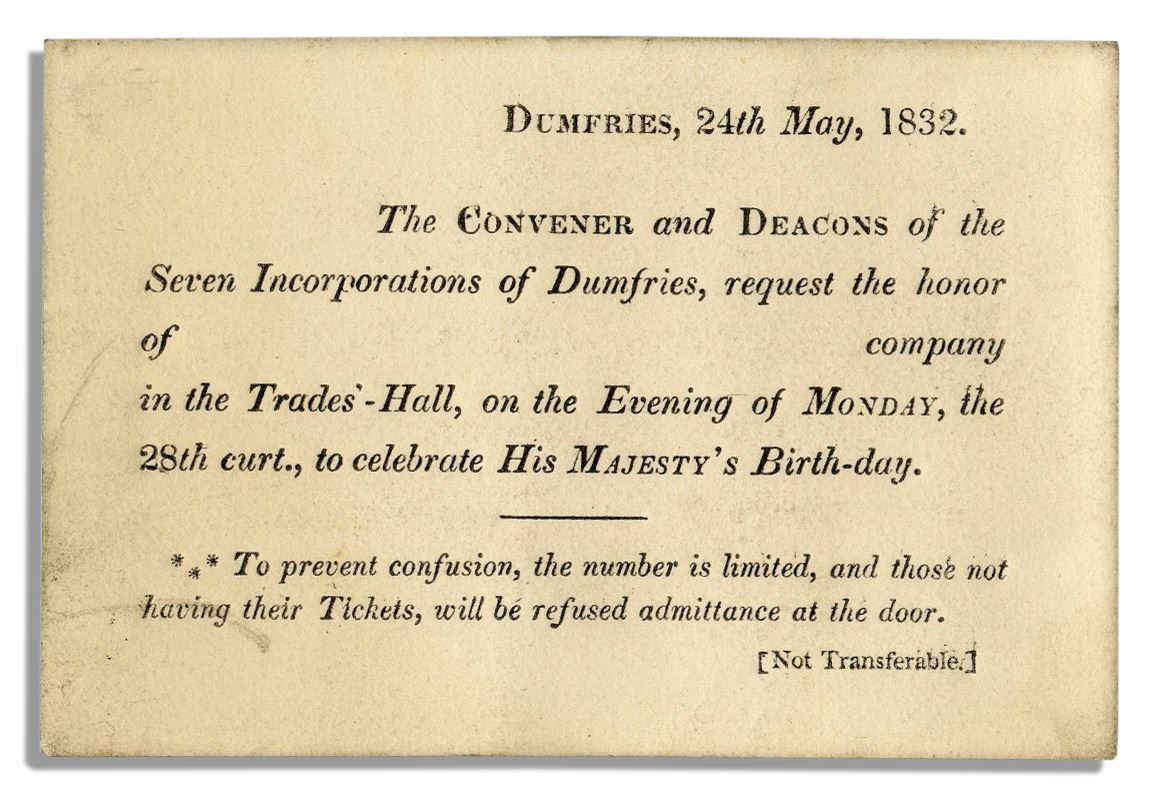 DUMFRIES, 24th May, 1832.
The CONVENER and DEACONS of the
Seven Incorporations of Dumfries, request the honor
of company
in the Trades'-Hall, on the Evening of MONDAY, the
28th curt., to celebrate His MAJESTY's Birth-day.
*⁎* To prevent confusion, the number is limited, and those not
having their Tickets, will be refused admittance at the door.
[Not Transferable.]